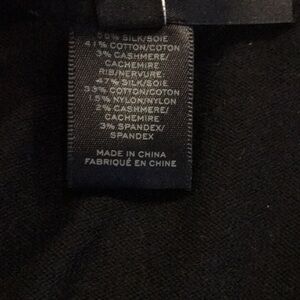 56% SILK/SOIE
41% COTTON/COTON
3% CASHMERE/
CACHEMIRE
RIB/NERVURE:
47% SILK/SOIE
33% COTTON/COTON
15% NYLON/NYLON
2% CASHMERE/
CACHEMIRE
3% SPANDEX/
SPANDEX
MADE IN CHINA
FABRIQUÉ EN CHINE